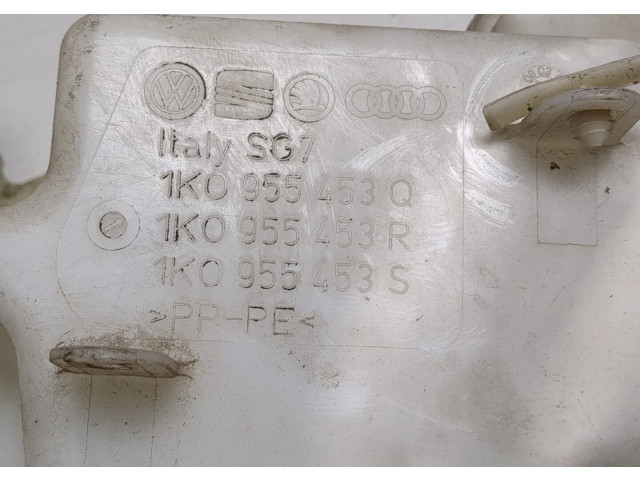 Italy SG7
1K0 955 453 Q
1K0 955 453 R
1K0 955 453 S
>PP-PE<